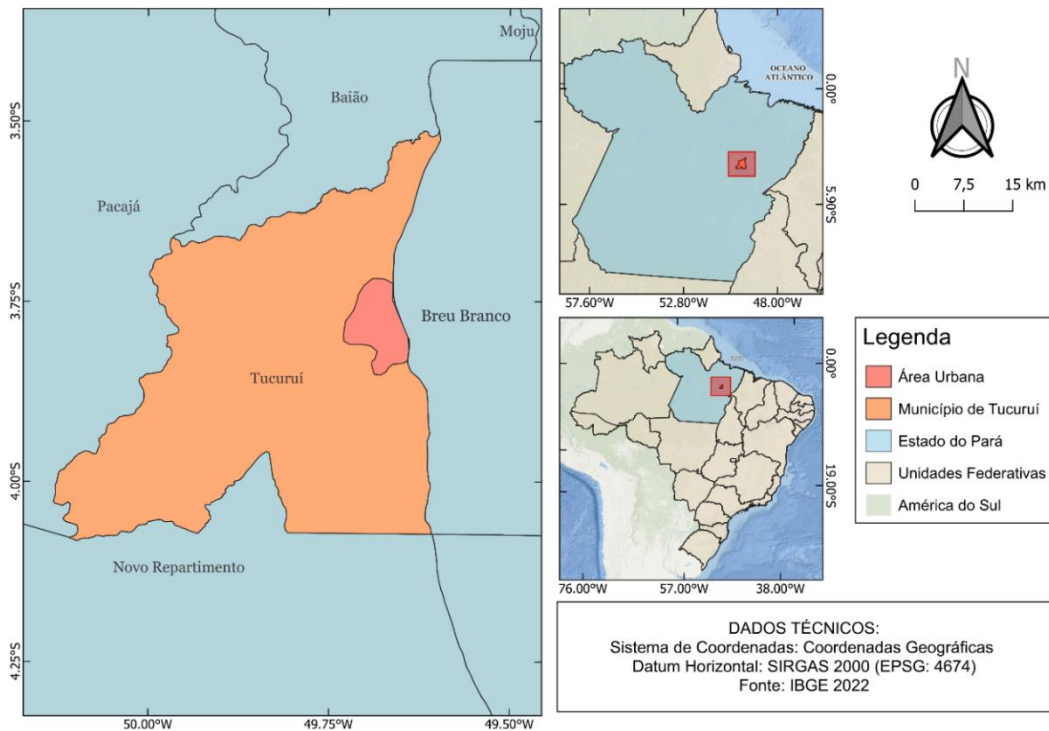 Moju
Baião
Pacajá
Breu Branco
Tucuruí
Novo Repartimento
3.50°S
3.75°S
4.00°S
4.25°S
50.00°W
49.75°W
49.50°W
OCEANO
ATLÂNTICO
0.00°
5.90°S
57.60°W
52.80°W
48.00°W
0.00°
19.00°S
76.00°W
57.00°W
38.00°W
N
0
7,5
15 km
Legenda
Área Urbana
Município de Tucuruí
Estado do Pará
Unidades Federativas
América do Sul
DADOS TÉCNICOS:
Sistema de Coordenadas: Coordenadas Geográficas
Datum Horizontal: SIRGAS 2000 (EPSG: 4674)
Fonte: IBGE 2022